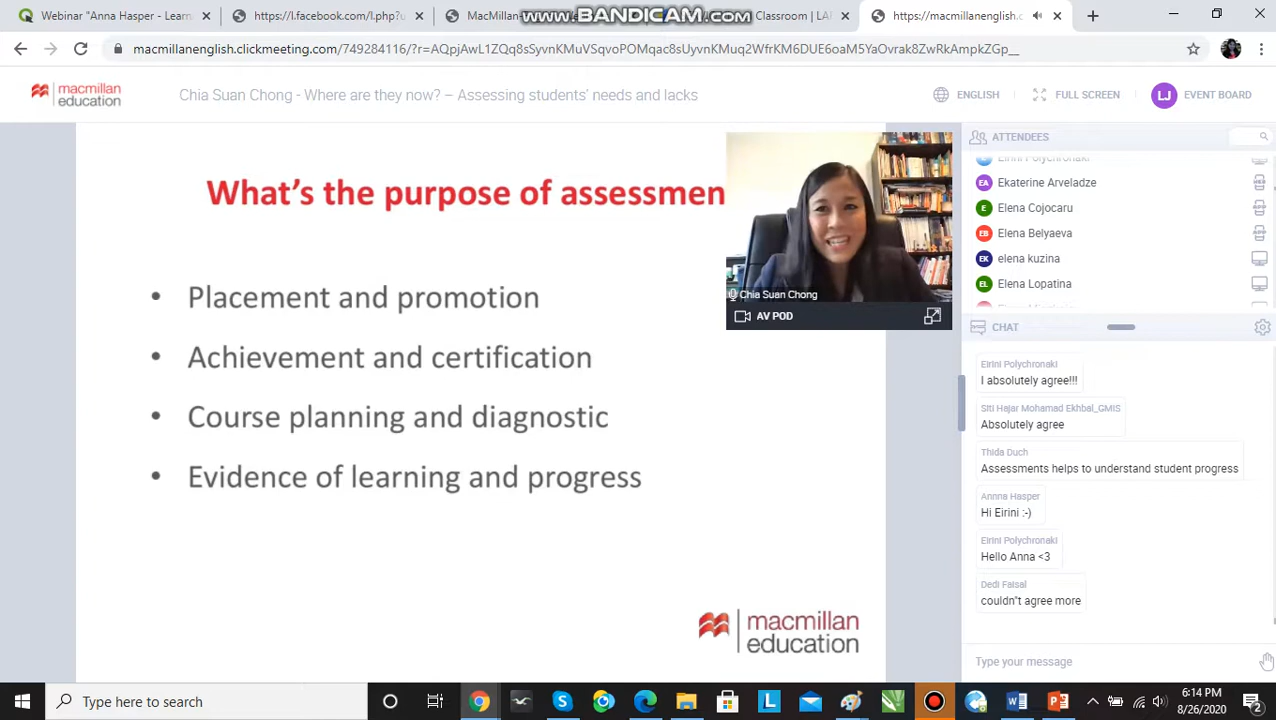 Webinar "Anna Hasper - Learn
https://l.facebook.com/l.php?
MacMillan
www.BANDICAM.com
Classroom | LA
https://macmillanenglish.c
macmillanenglish.clickmeeting.com/749284116/?r=AQpjAwL1ZQq8sSyvnKMuVSqvoPOMqac8sUyvnKMuq2WfrKM6DUE6oaM5YaOvrak8ZwRkAmpkZGp__
macmillan
education
Chia Suan Chong - Where are they now? – Assessing students' needs and lacks
ENGLISH
FULL SCREEN
LJ
EVENT BOARD
What's the purpose of assessmen
• Placement and promotion
• Achievement and certification
• Course planning and diagnostic
• Evidence of learning and progress
macmillan
education
Chia Suan Chong
AV POD
ATTENDEES
Eirini Polychronaki
EA Ekaterine Arveladze
E Elena Cojocaru
EB Elena Belyaeva
EK elena kuzina
EL Elena Lopatina
CHAT
Eirini Polychronaki
I absolutely agree!!!
Siti Hajar Mohamad Ekhbal_GMIS
Absolutely agree
Thida Duch
Assessments helps to understand student progress
Annna Hasper
Hi Eirini :-)
Eirini Polychronaki
Hello Anna <3
Dedi Faisal
couldn"t agree more
Type your message
Type here to search
6:14 PM
8/26/2020
2